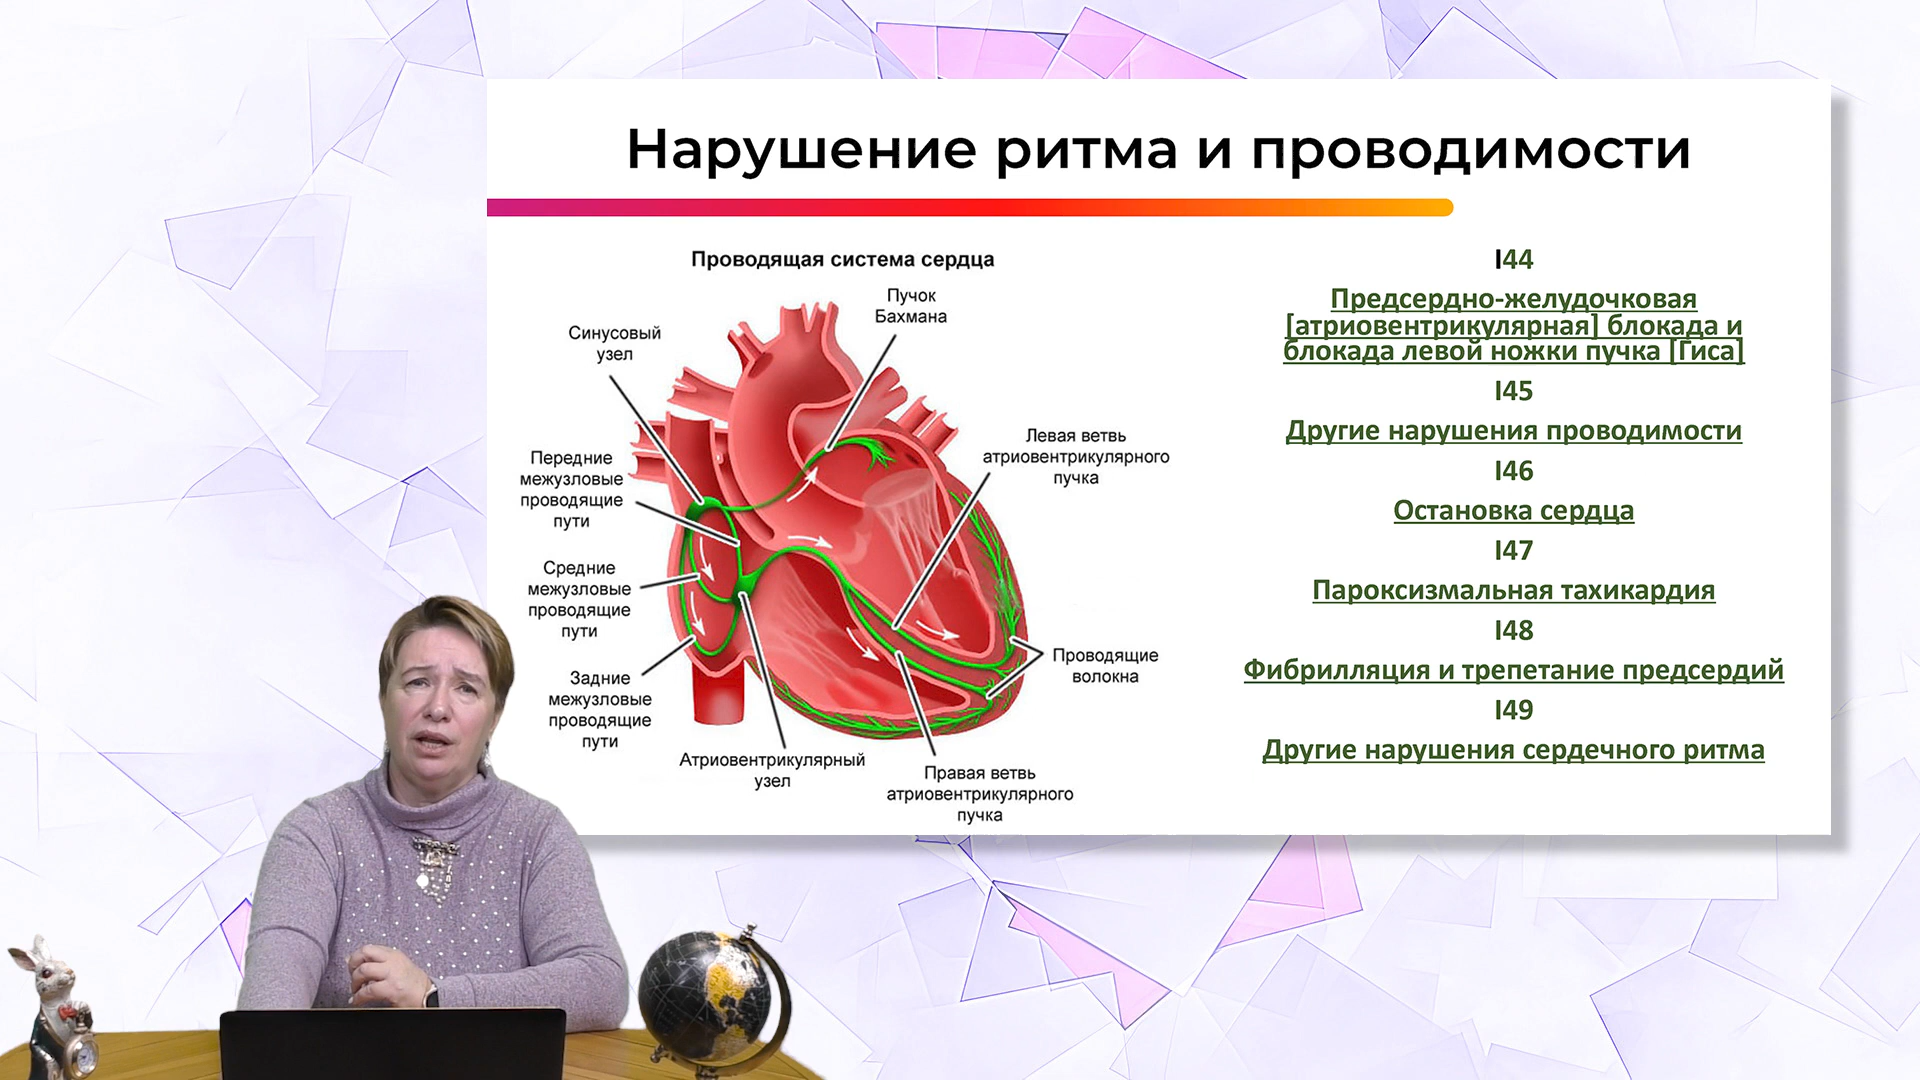 Нарушение ритма и проводимости
Проводящая система сердца
Пучок
Бахмана
Синусовый
узел
Левая ветвь
атриовентрикулярного
пучка
Передние
межузловые
проводящие
пути
Средние
межузловые
проводящие
пути
Задние
межузловые
проводящие
пути
Проводящие
волокна
Атриовентрикулярный
узел
Правая ветвь
атриовентрикулярного
пучка
I44
Предсердно-желудочковая
[атриовентрикулярная] блокада и
блокада левой ножки пучка [Гиса]
I45
Другие нарушения проводимости
I46
Остановка сердца
I47
Пароксизмальная тахикардия
I48
Фибрилляция и трепетание предсердий
I49
Другие нарушения сердечного ритма